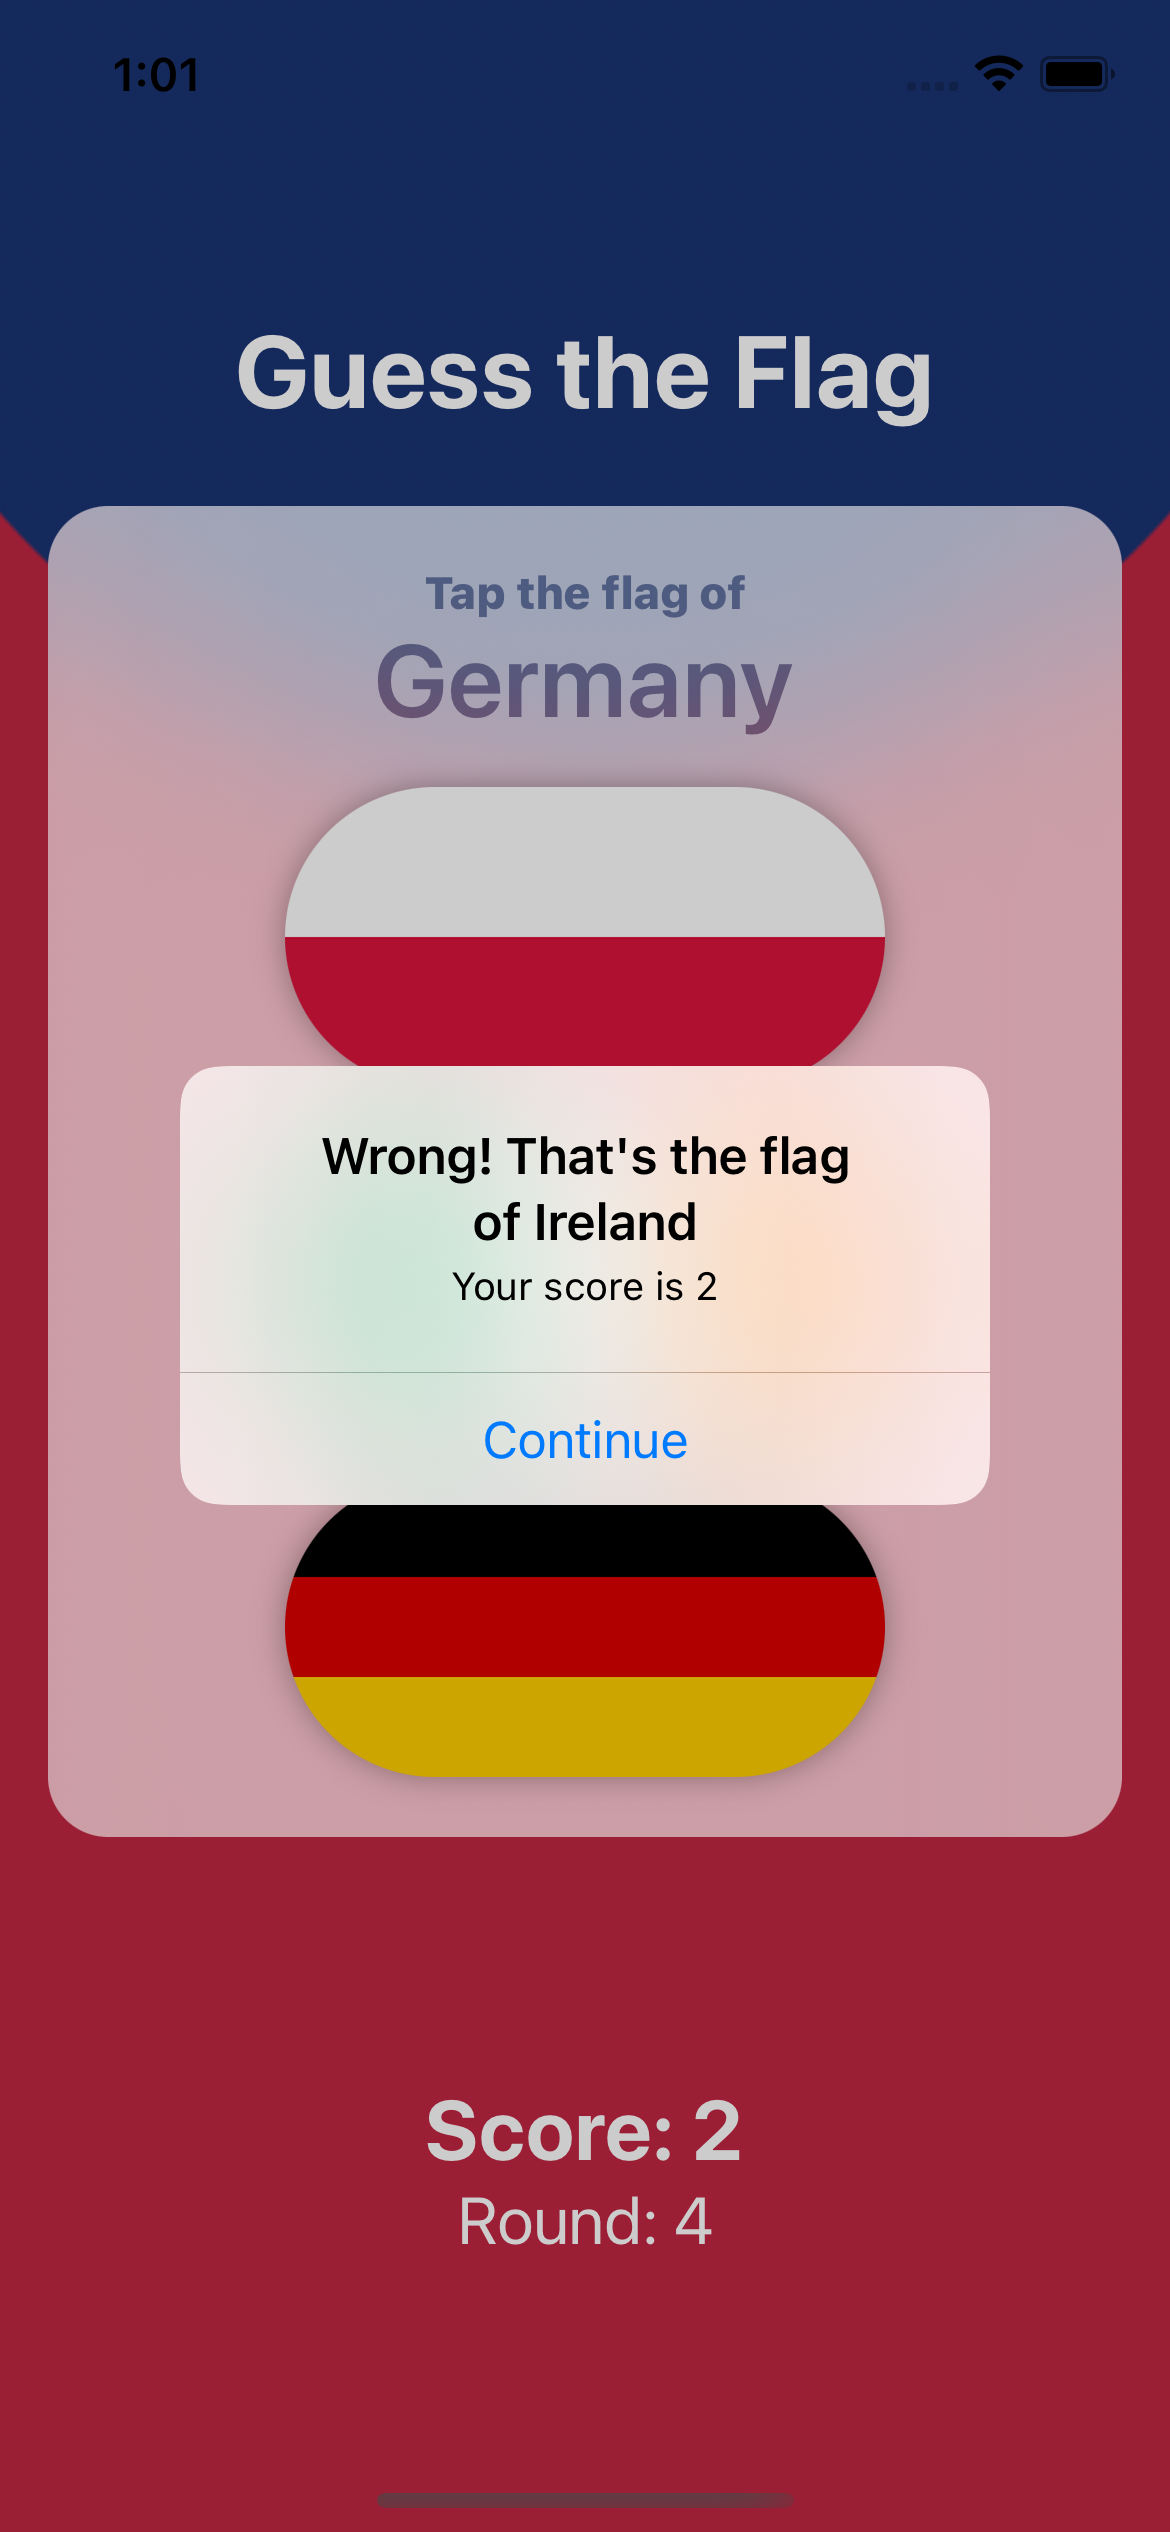 1:01
Guess the Flag
Tap the flag of
Germany
Wrong! That's the flag
of Ireland
Your score is 2
Continue
Score: 2
Round: 4